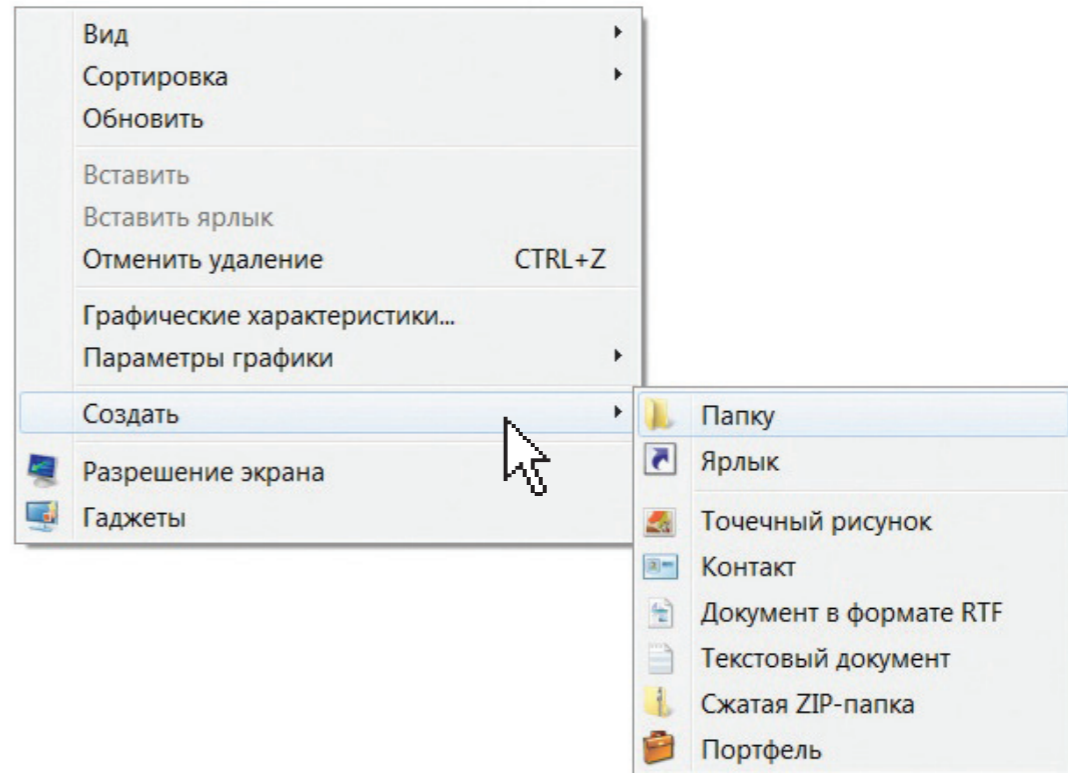 Вид
Сортировка
Обновить
Вставить
Вставить ярлык
Отменить удаление CTRL+Z
Графические характеристики...
Параметры графики
Создать
Разрешение экрана
Гаджеты
Папку
Ярлык
Точечный рисунок
Контакт
Документ в формате RTF
Текстовый документ
Сжатая ZIP-папка
Портфель